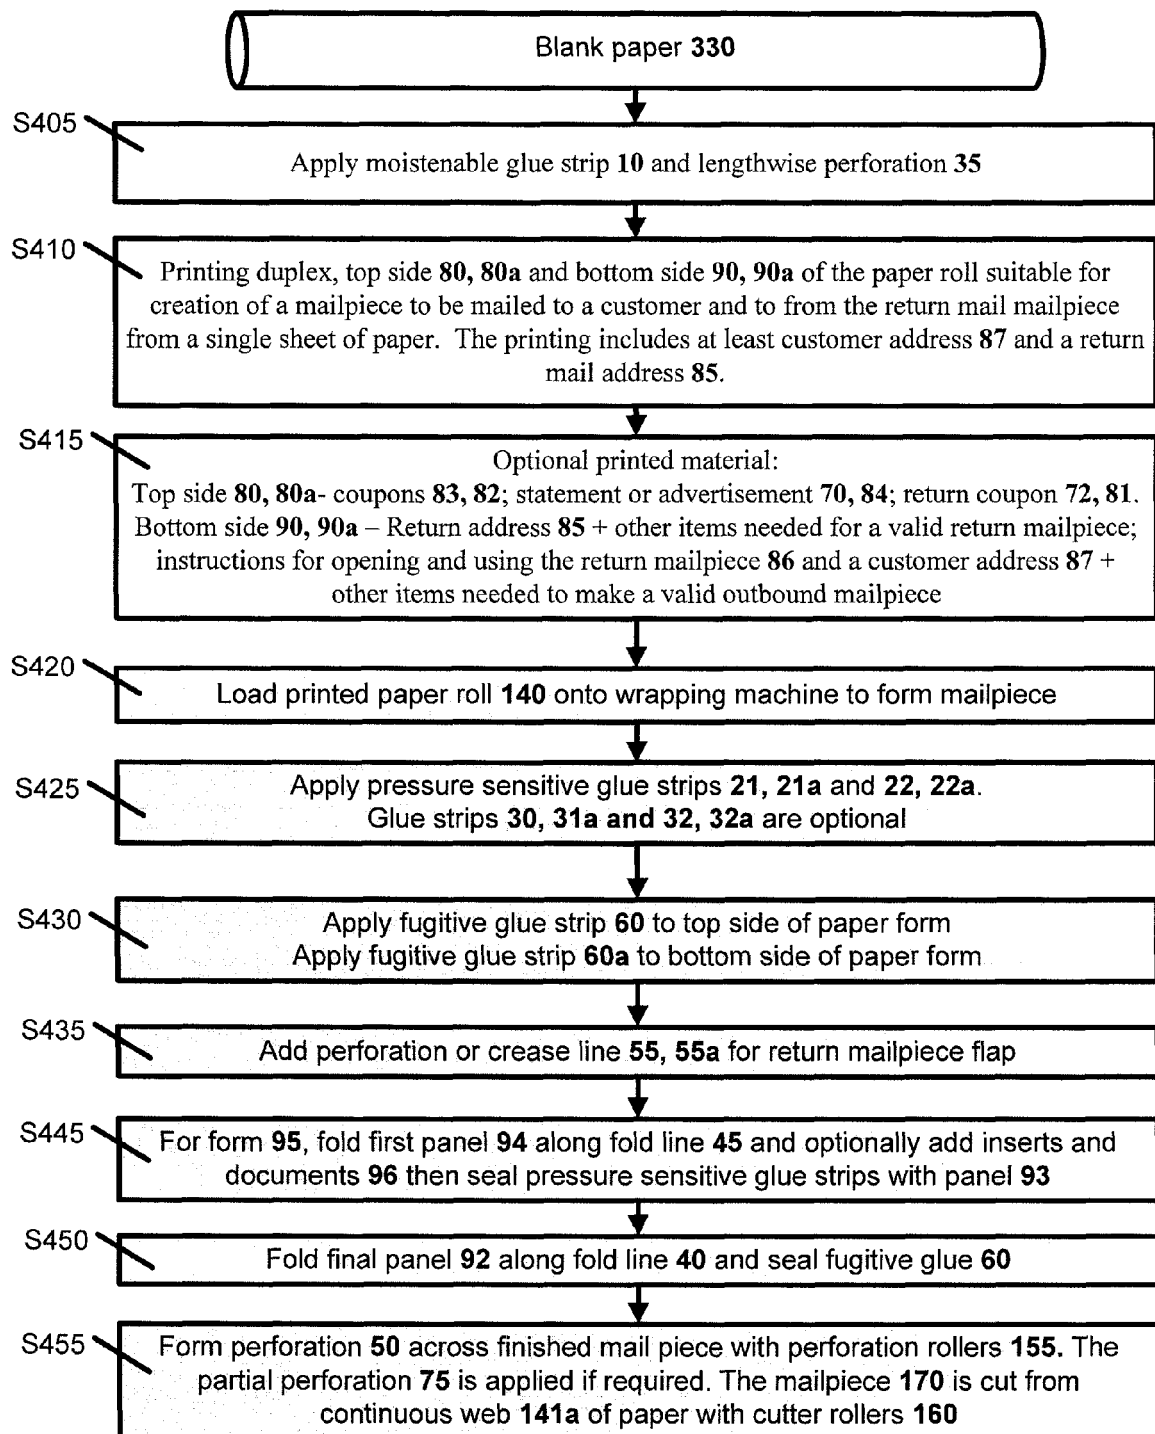 Blank paper 330
S405
Apply moistenable glue strip 10 and lengthwise perforation 35
S410
Printing duplex, top side 80, 80a and bottom side 90, 90a of the paper roll suitable for
creation of a mailpiece to be mailed to a customer and to from the return mail mailpiece
from a single sheet of paper. The printing includes at least customer address 87 and a return
mail address 85.
S415
Optional printed material:
Top side 80, 80a- coupons 83, 82; statement or advertisement 70, 84; return coupon 72, 81.
Bottom side 90, 90a – Return address 85 + other items needed for a valid return mailpiece;
instructions for opening and using the return mailpiece 86 and a customer address 87 +
other items needed to make a valid outbound mailpiece
S420
Load printed paper roll 140 onto wrapping machine to form mailpiece
S425
Apply pressure sensitive glue strips 21, 21a and 22, 22a.
Glue strips 30, 31a and 32, 32a are optional
S430
Apply fugitive glue strip 60 to top side of paper form
Apply fugitive glue strip 60a to bottom side of paper form
S435
Add perforation or crease line 55, 55a for return mailpiece flap
S445
For form 95, fold first panel 94 along fold line 45 and optionally add inserts and
documents 96 then seal pressure sensitive glue strips with panel 93
S450
Fold final panel 92 along fold line 40 and seal fugitive glue 60
S455
Form perforation 50 across finished mail piece with perforation rollers 155. The
partial perforation 75 is applied if required. The mailpiece 170 is cut from
continuous web 141a of paper with cutter rollers 160